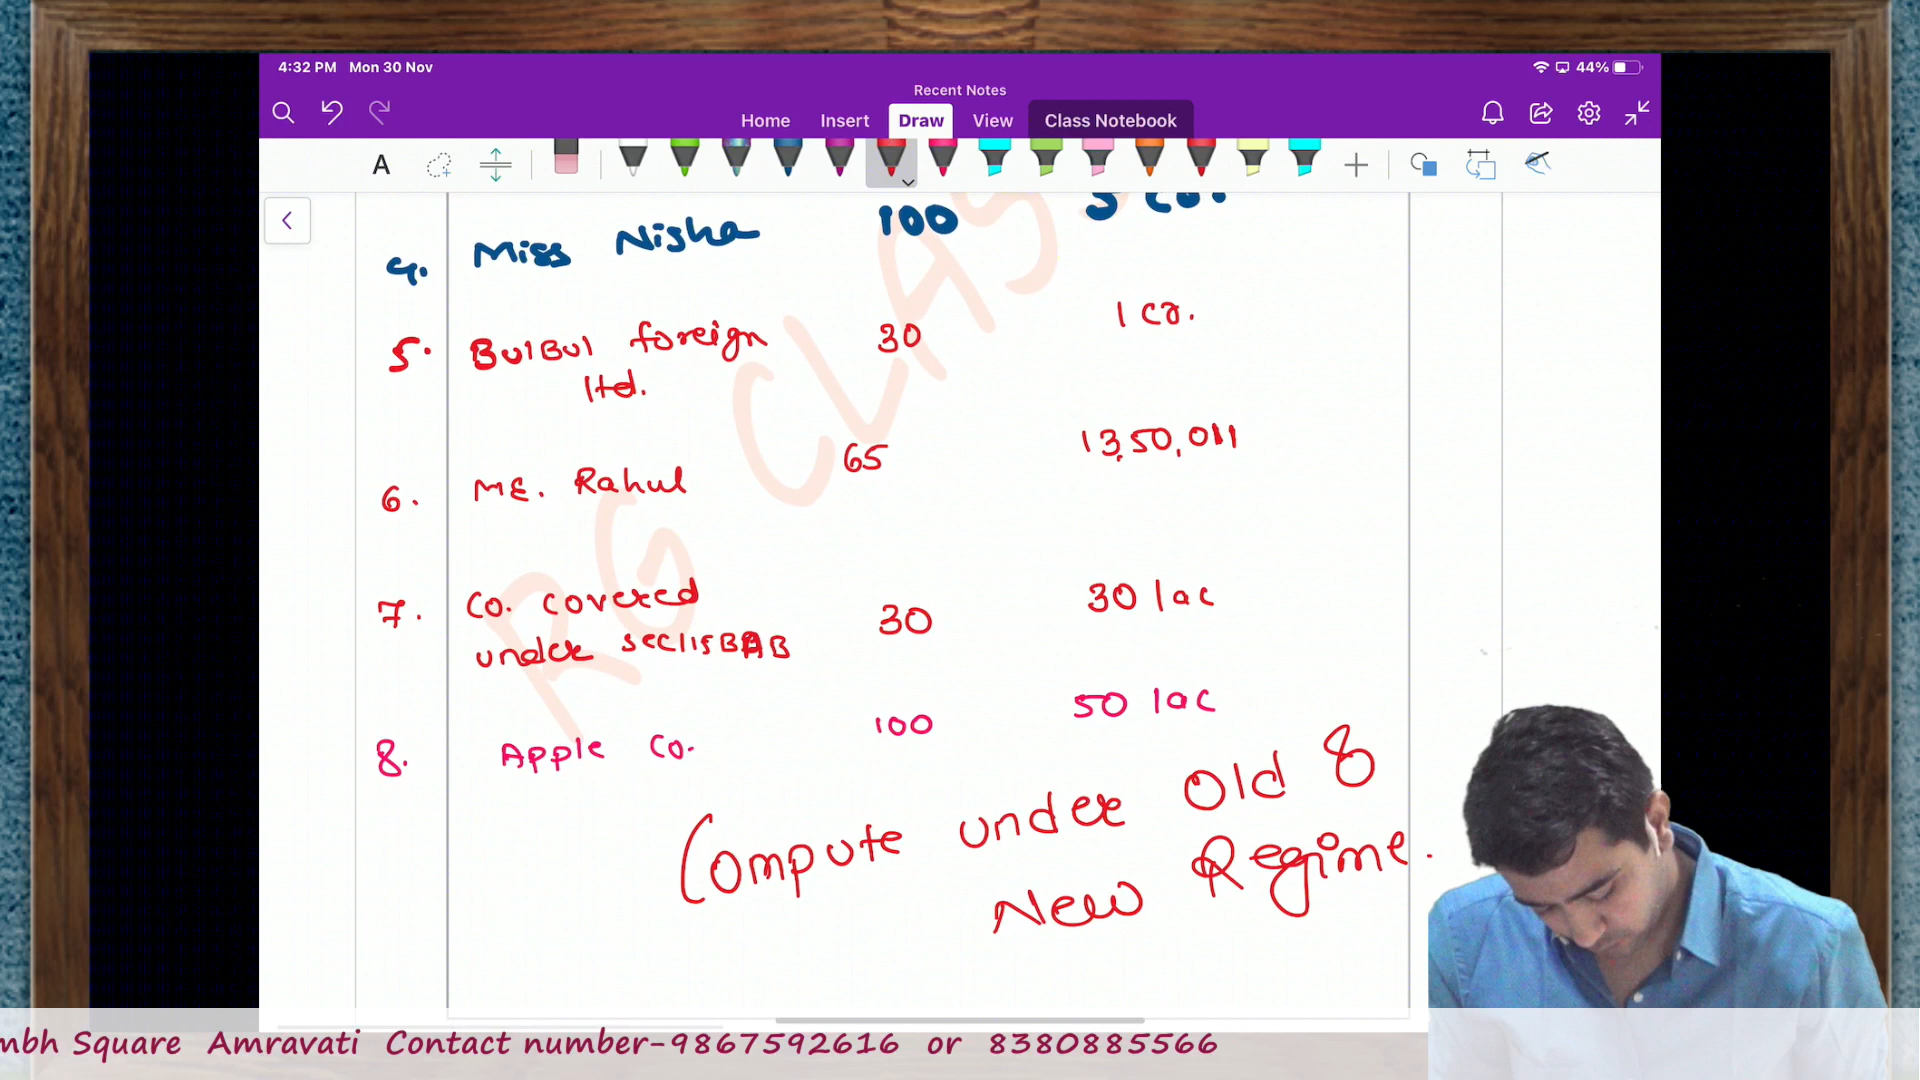 4:32 PM Mon 30 Nov
44%
Recent Notes
Home Insert Draw View Class Notebook
A
RG CLAS
4. Miss Nisha 100
5. BulBul foreign 30 1 cr.
ltd.
6. Mr. Rahul 65 13,50,011
7. Co. covered 30 30 lac
under sec115BAB
8. Apple Co. 100 50 lac
Compute under Old &
New Regime.
mbh Square Amravati Contact number-9867592616 or 8380885566